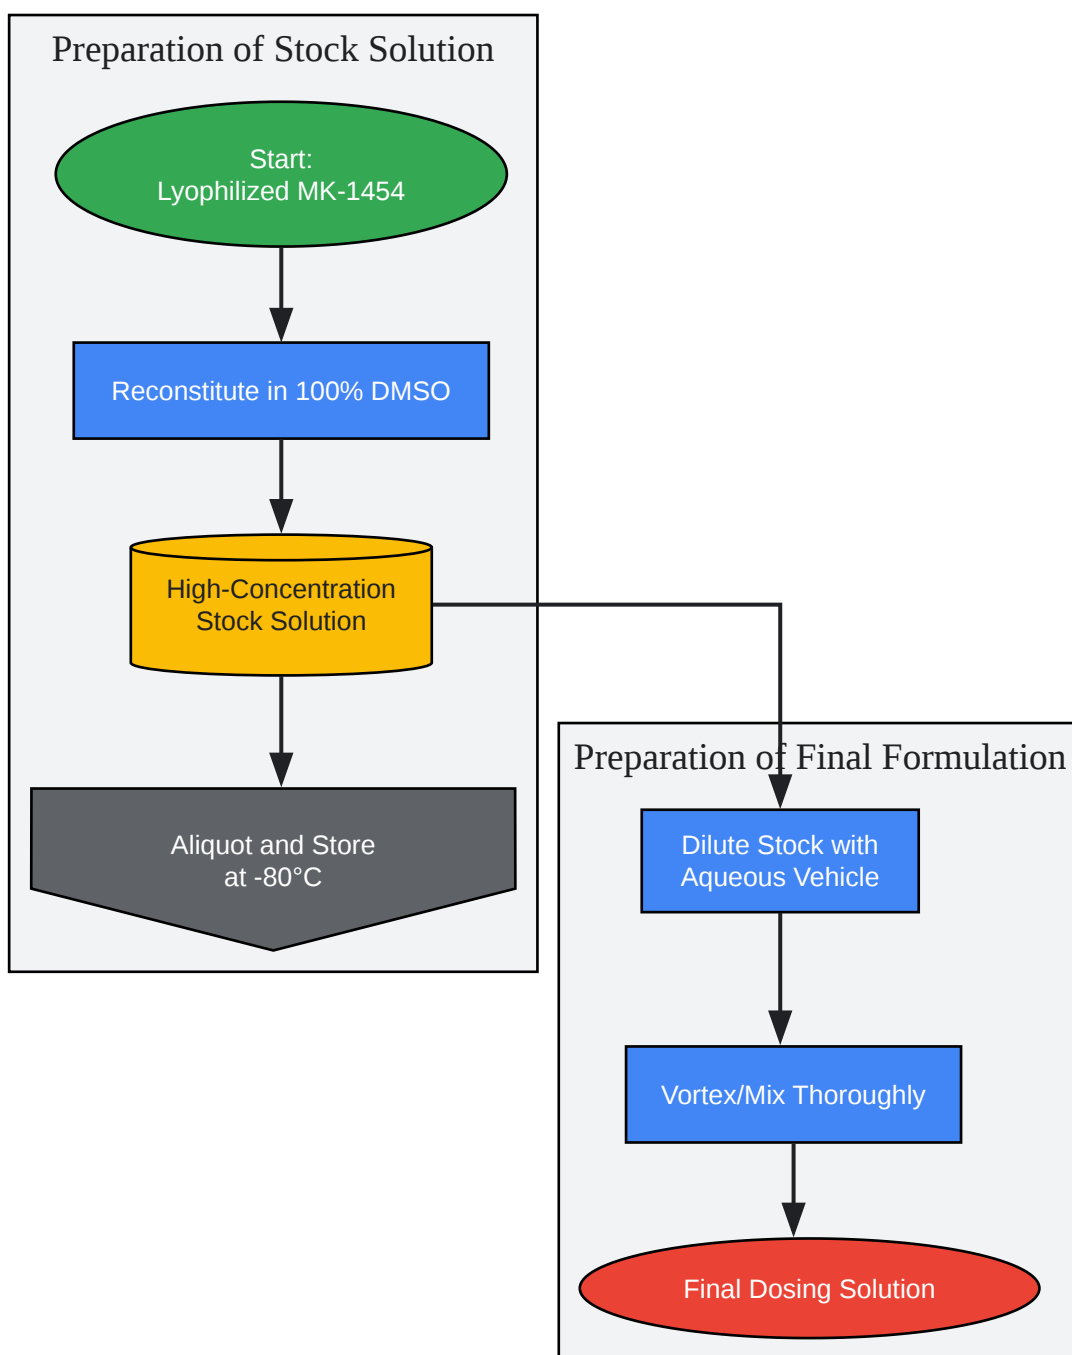 Preparation of Stock Solution
Start:
Lyophilized MK-1454
Reconstitute in 100% DMSO
High-Concentration
Stock Solution
Aliquot and Store
at -80°C
Preparation of Final Formulation
Dilute Stock with
Aqueous Vehicle
Vortex/Mix Thoroughly
Final Dosing Solution